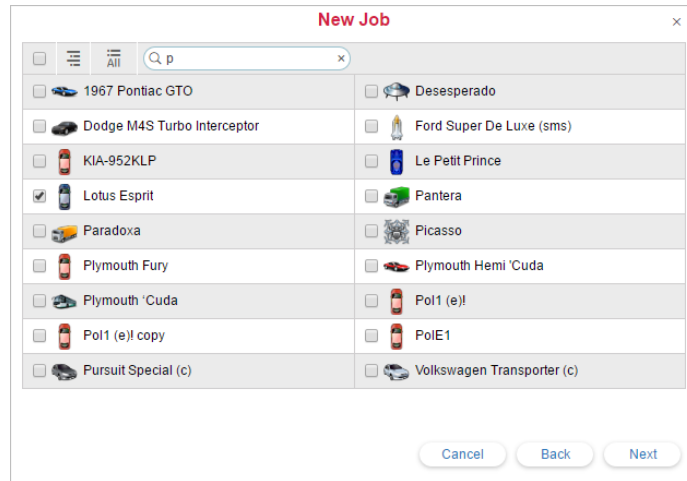 New Job
×
All p ×
1967 Pontiac GTO Desesperado
Dodge M4S Turbo Interceptor Ford Super De Luxe (sms)
KIA-952KLP Le Petit Prince
Lotus Esprit Pantera
Paradoxa Picasso
Plymouth Fury Plymouth Hemi 'Cuda
Plymouth ‘Cuda Pol1 (e)!
Pol1 (e)! copy PolE1
Pursuit Special (c) Volkswagen Transporter (c)
Cancel Back Next